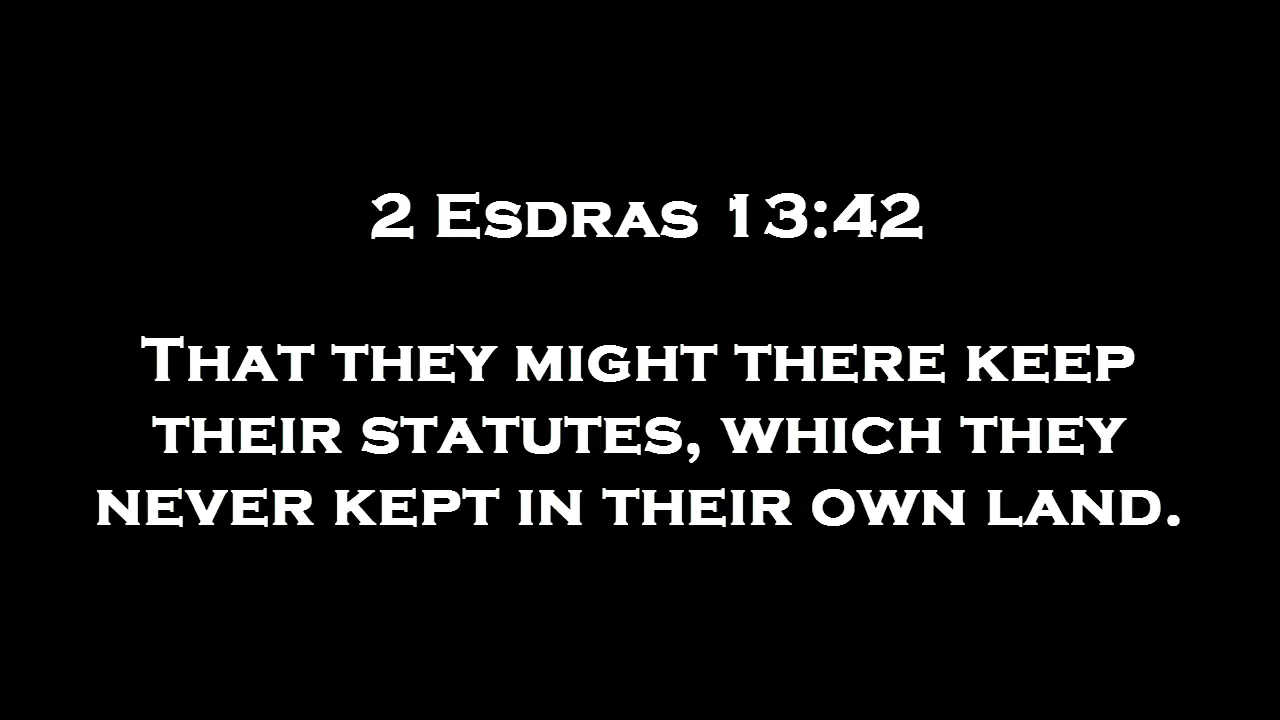 2 Esdras 13:42
That they might there keep
their statutes, which they
never kept in their own land.